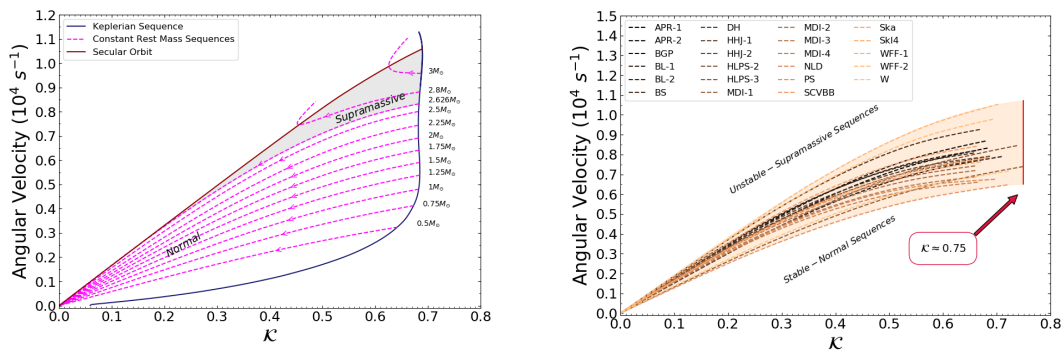 Keplerian Sequence
Constant Rest Mass Sequences
Secular Orbit
Angular Velocity (10⁴ s⁻¹)
1.2
1.1
1.0
0.9
0.8
0.7
0.6
0.5
0.4
0.3
0.2
0.1
0.0
3M⊙
2.8M⊙
2.626M⊙
2.5M⊙
2.25M⊙
2M⊙
1.75M⊙
1.5M⊙
1.25M⊙
1M⊙
0.75M⊙
0.5M⊙
Supramassive
Normal
0.0 0.1 0.2 0.3 0.4 0.5 0.6 0.7 0.8
𝒦
Angular Velocity (10⁴ s⁻¹)
1.5
1.4
1.3
1.2
1.1
1.0
0.9
0.8
0.7
0.6
0.5
0.4
0.3
0.2
0.1
0.0
APR-1
APR-2
BGP
BL-1
BL-2
BS
DH
HHJ-1
HHJ-2
HLPS-2
HLPS-3
MDI-1
MDI-2
MDI-3
MDI-4
NLD
PS
SCVBB
Ska
SkI4
WFF-1
WFF-2
W
Unstable − Supramassive Sequences
Stable − Normal Sequences
𝒦 ≈ 0.75
0.0 0.1 0.2 0.3 0.4 0.5 0.6 0.7 0.8
𝒦